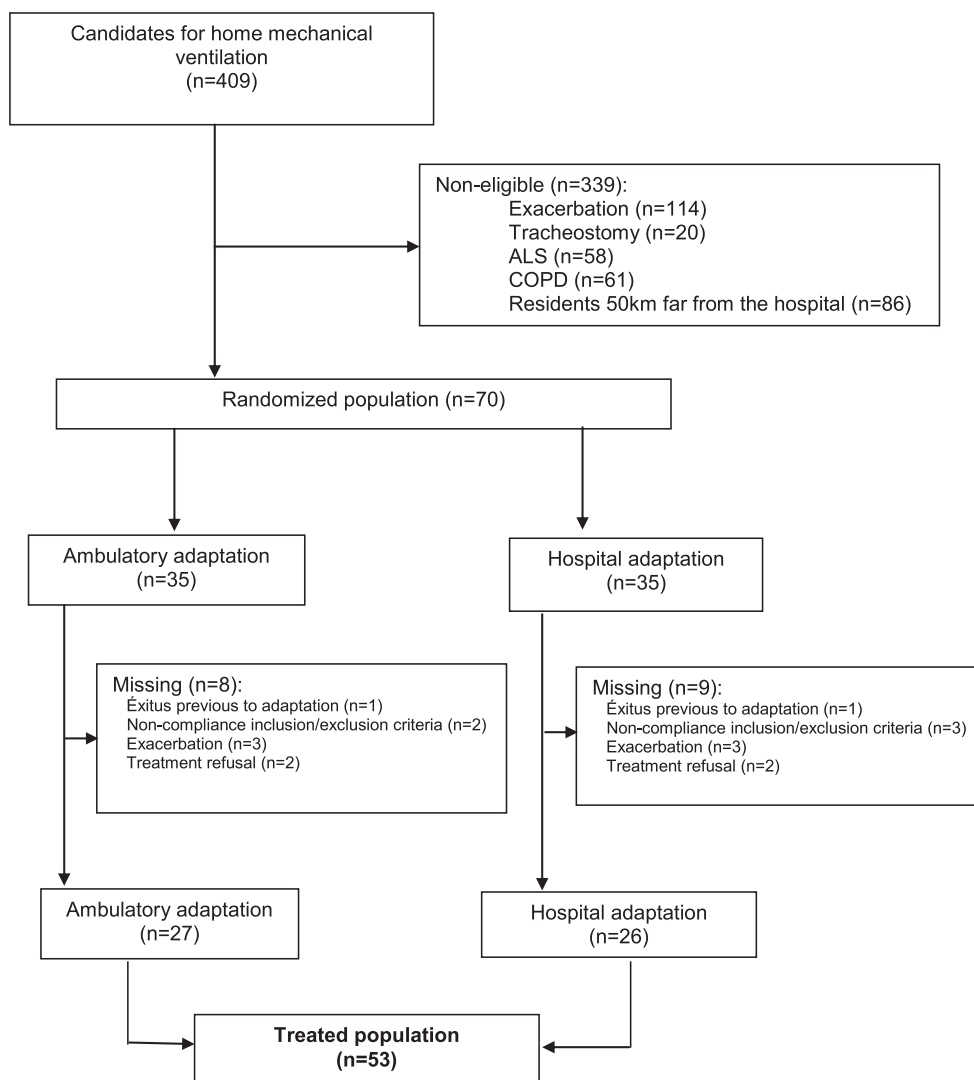 Candidates for home mechanical
ventilation
(n=409)
Non-eligible (n=339):
Exacerbation (n=114)
Tracheostomy (n=20)
ALS (n=58)
COPD (n=61)
Residents 50km far from the hospital (n=86)
Randomized population (n=70)
Ambulatory adaptation
(n=35)
Hospital adaptation
(n=35)
Missing (n=8):
Éxitus previous to adaptation (n=1)
Non-compliance inclusion/exclusion criteria (n=2)
Exacerbation (n=3)
Treatment refusal (n=2)
Missing (n=9):
Éxitus previous to adaptation (n=1)
Non-compliance inclusion/exclusion criteria (n=3)
Exacerbation (n=3)
Treatment refusal (n=2)
Ambulatory adaptation
(n=27)
Hospital adaptation
(n=26)
Treated population
(n=53)